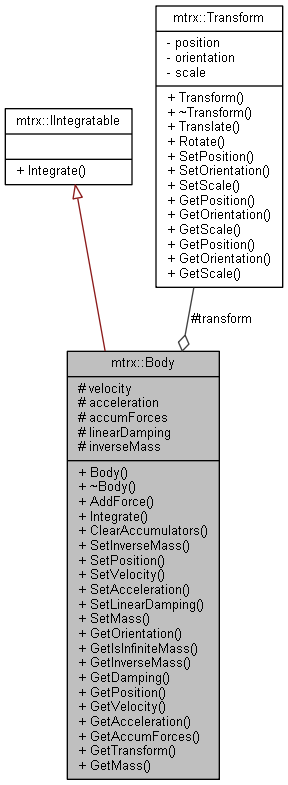 mtrx::Transform
- position
- orientation
- scale
+ Transform()
+ ~Transform()
+ Translate()
+ Rotate()
+ SetPosition()
+ SetOrientation()
+ SetScale()
+ GetPosition()
+ GetOrientation()
+ GetScale()
+ GetPosition()
+ GetOrientation()
+ GetScale()
mtrx::IIntegratable
+ Integrate()
#transform
mtrx::Body
# velocity
# acceleration
# accumForces
# linearDamping
# inverseMass
+ Body()
+ ~Body()
+ AddForce()
+ Integrate()
+ ClearAccumulators()
+ SetInverseMass()
+ SetPosition()
+ SetVelocity()
+ SetAcceleration()
+ SetLinearDamping()
+ SetMass()
+ GetOrientation()
+ GetIsInfiniteMass()
+ GetInverseMass()
+ GetDamping()
+ GetPosition()
+ GetVelocity()
+ GetAcceleration()
+ GetAccumForces()
+ GetTransform()
+ GetMass()